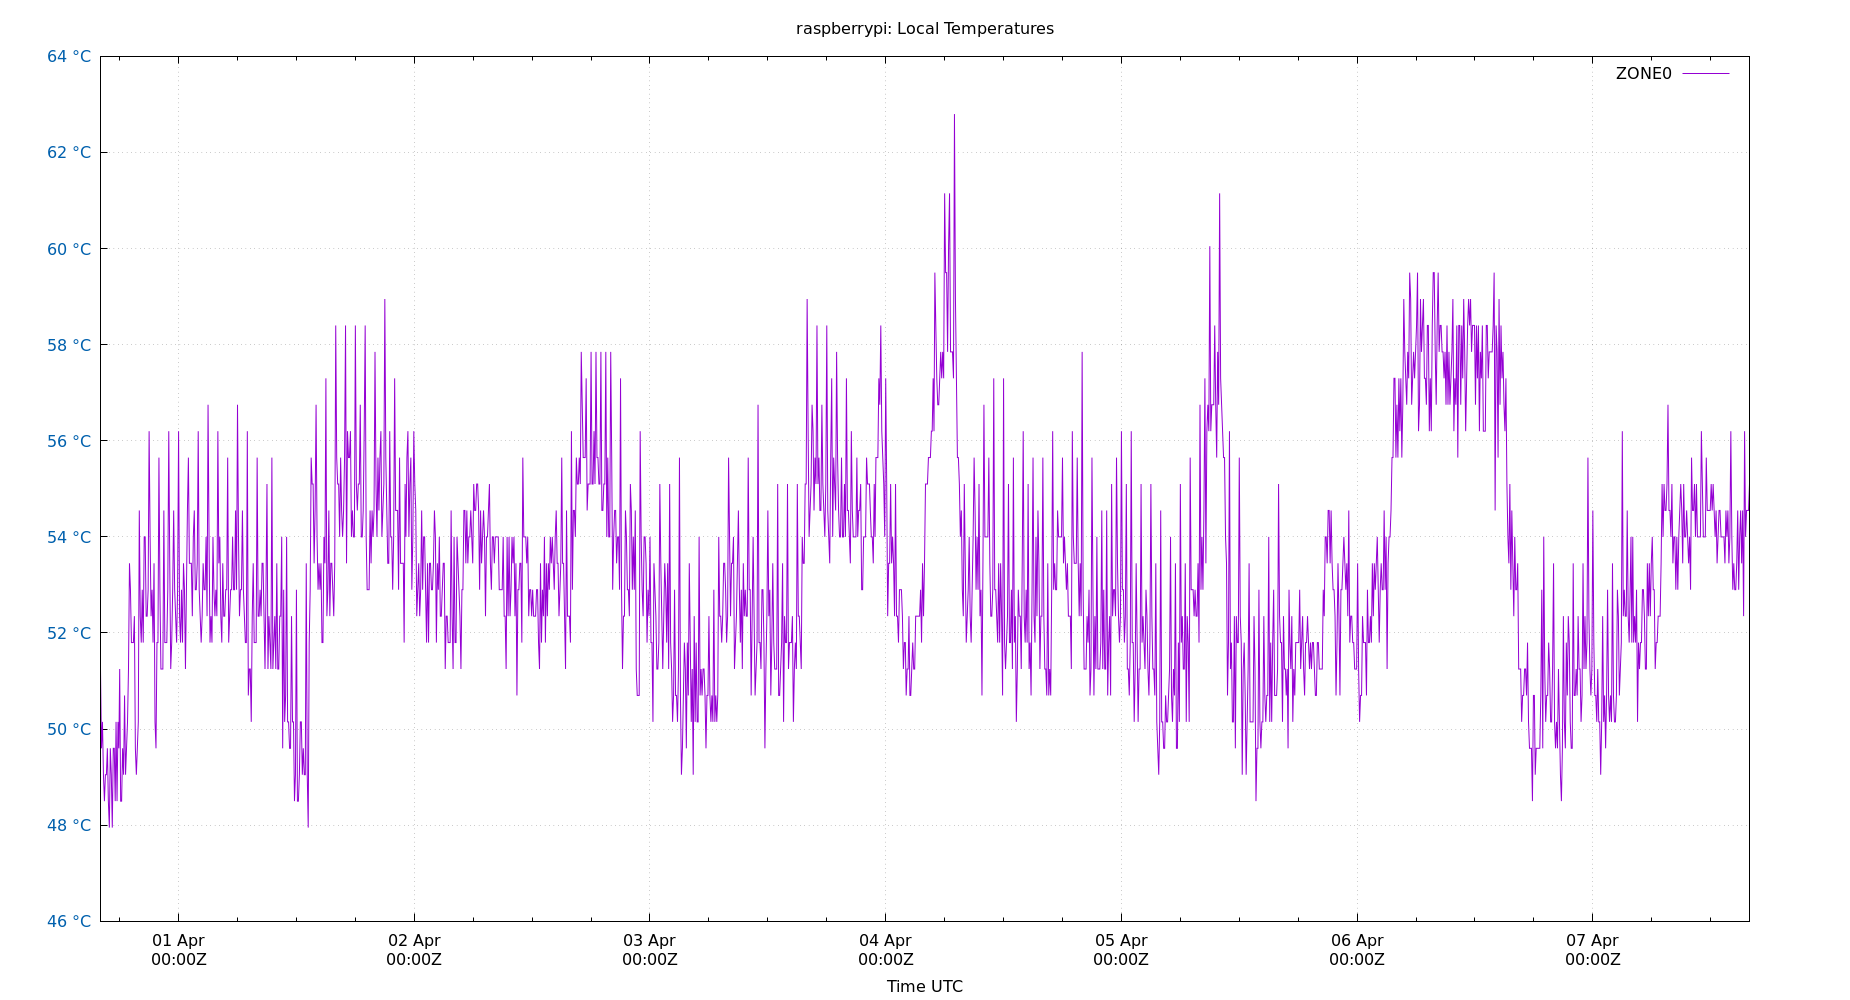 raspberrypi: Local Temperatures
64 °C
ZONE0
62 °C
60 °C
58 °C
56 °C
54 °C
52 °C
50 °C
48 °C
46 °C
01 Apr 02 Apr 03 Apr 04 Apr 05 Apr 06 Apr 07 Apr
00:00Z 00:00Z 00:00Z 00:00Z 00:00Z 00:00Z 00:00Z
Time UTC